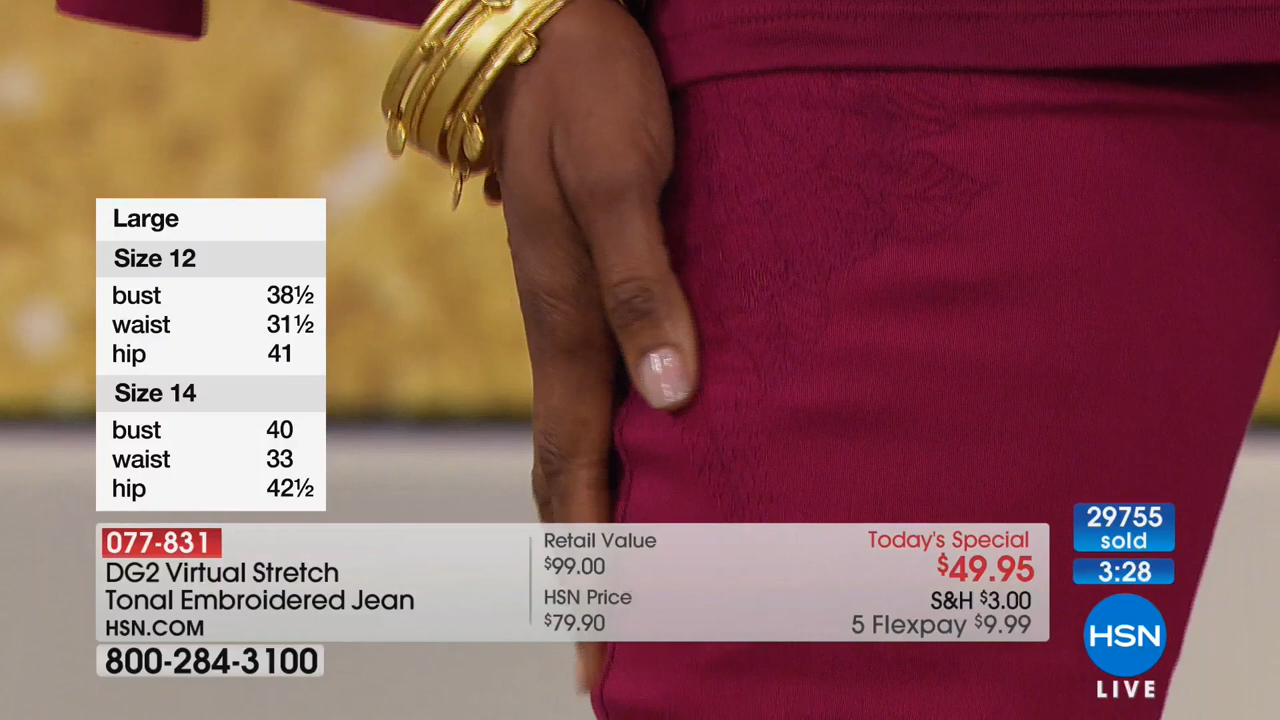 Large
Size 12
bust 38½
waist 31½
hip 41
Size 14
bust 40
waist 33
hip 42½
077-831
DG2 Virtual Stretch
Tonal Embroidered Jean
HSN.COM
800-284-3100
Retail Value
$99.00
HSN Price
$79.90
Today's Special
$49.95
S&H $3.00
5 Flexpay $9.99
29755
sold
3:28
HSN
LIVE